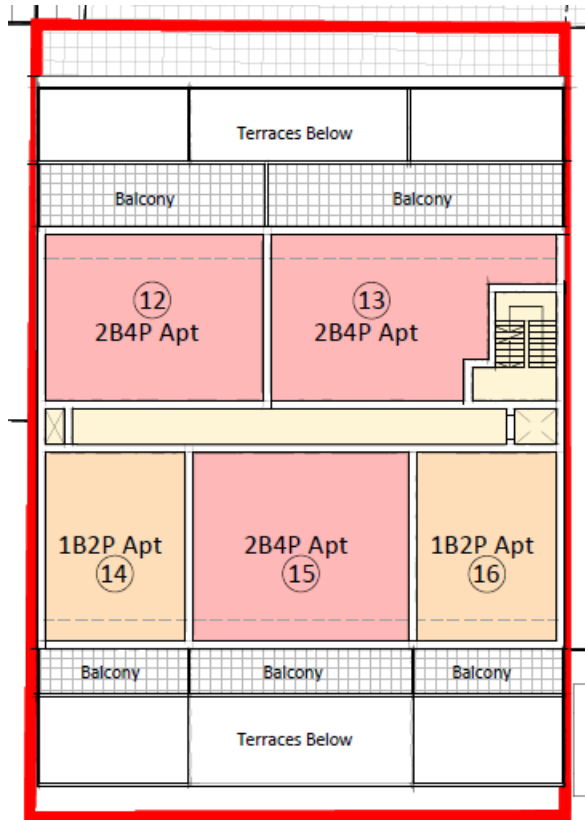 Terraces Below
Balcony
Balcony
12
2B4P Apt
13
2B4P Apt
1B2P Apt
14
2B4P Apt
15
1B2P Apt
16
Balcony
Balcony
Balcony
Terraces Below